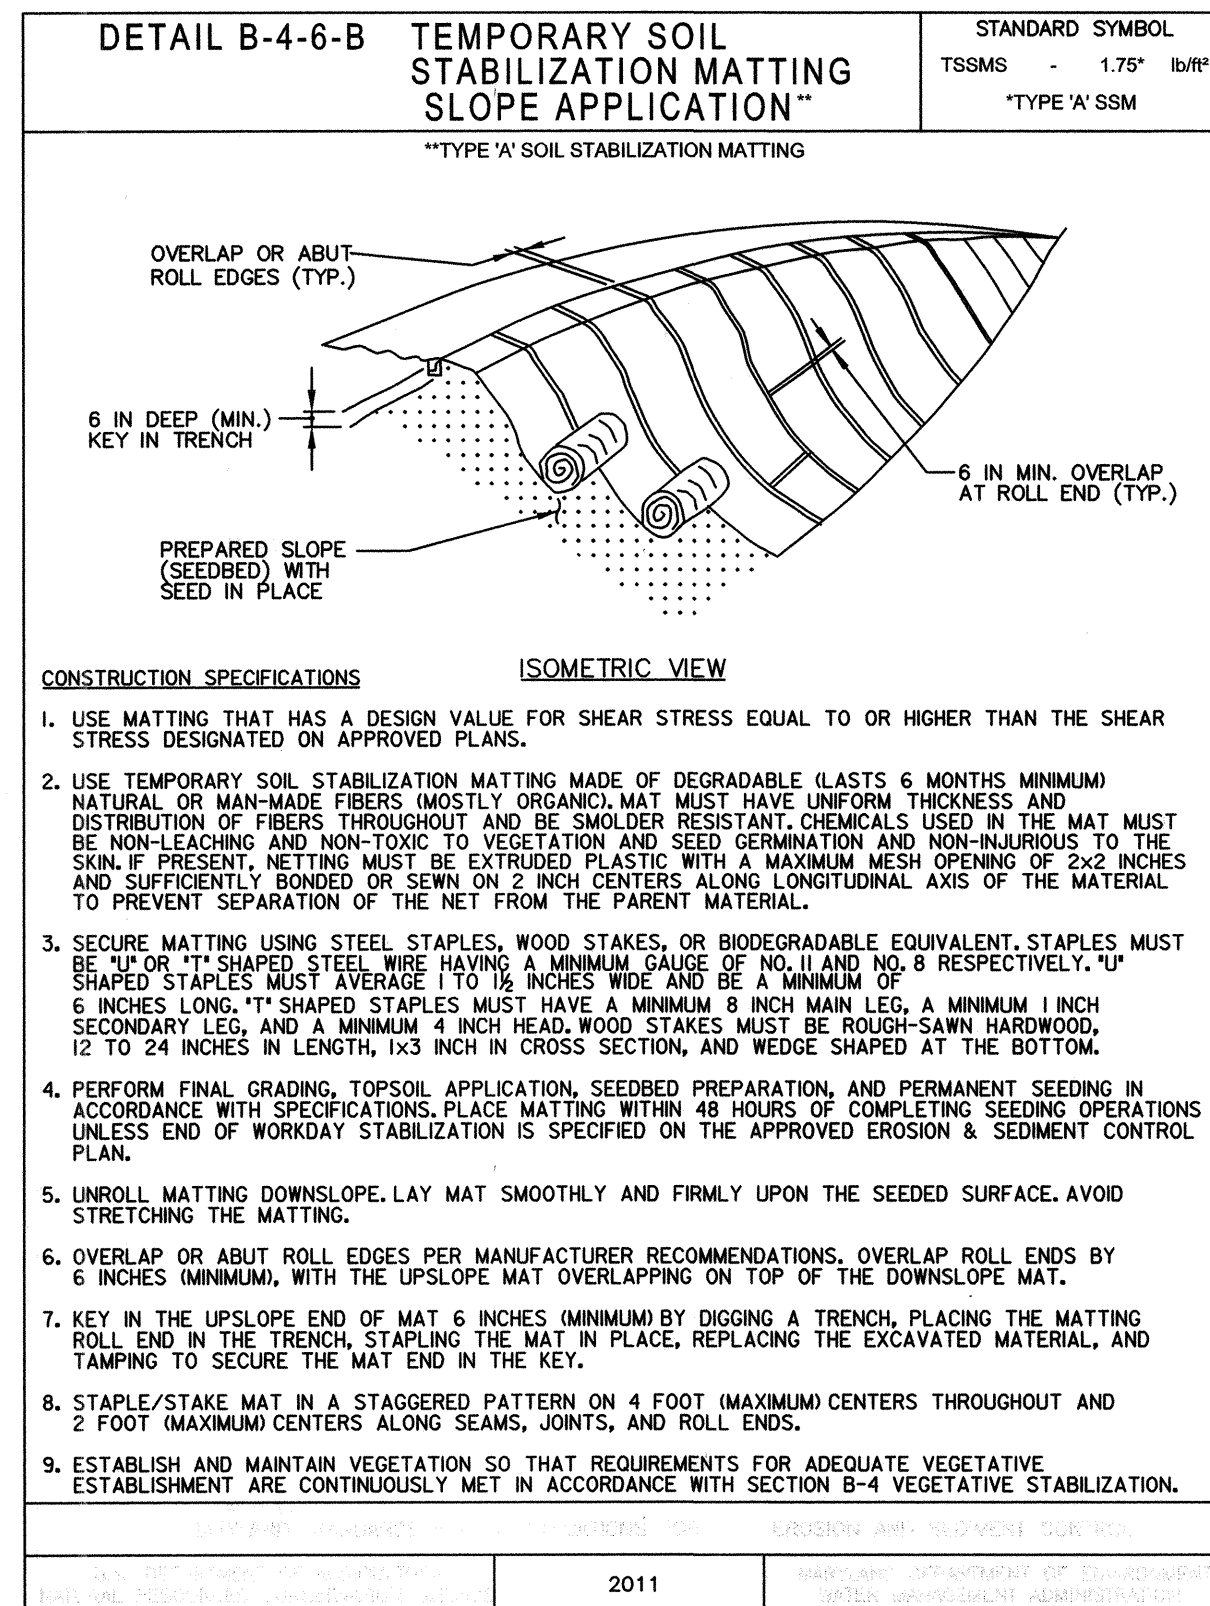 DETAIL B-4-6-B TEMPORARY SOIL
STABILIZATION MATTING
SLOPE APPLICATION**
STANDARD SYMBOL
TSSMS - 1.75* lb/ft²
*TYPE 'A' SSM
**TYPE 'A' SOIL STABILIZATION MATTING
OVERLAP OR ABUT
ROLL EDGES (TYP.)
6 IN DEEP (MIN.)
KEY IN TRENCH
6 IN MIN. OVERLAP
AT ROLL END (TYP.)
PREPARED SLOPE
(SEEDBED) WITH
SEED IN PLACE
ISOMETRIC VIEW
CONSTRUCTION SPECIFICATIONS
1. USE MATTING THAT HAS A DESIGN VALUE FOR SHEAR STRESS EQUAL TO OR HIGHER THAN THE SHEAR
STRESS DESIGNATED ON APPROVED PLANS.
2. USE TEMPORARY SOIL STABILIZATION MATTING MADE OF DEGRADABLE (LASTS 6 MONTHS MINIMUM)
NATURAL OR MAN-MADE FIBERS (MOSTLY ORGANIC). MAT MUST HAVE UNIFORM THICKNESS AND
DISTRIBUTION OF FIBERS THROUGHOUT AND BE SMOLDER RESISTANT. CHEMICALS USED IN THE MAT MUST
BE NON-LEACHING AND NON-TOXIC TO VEGETATION AND SEED GERMINATION AND NON-INJURIOUS TO THE
SKIN. IF PRESENT, NETTING MUST BE EXTRUDED PLASTIC WITH A MAXIMUM MESH OPENING OF 2x2 INCHES
AND SUFFICIENTLY BONDED OR SEWN ON 2 INCH CENTERS ALONG LONGITUDINAL AXIS OF THE MATERIAL
TO PREVENT SEPARATION OF THE NET FROM THE PARENT MATERIAL.
3. SECURE MATTING USING STEEL STAPLES, WOOD STAKES, OR BIODEGRADABLE EQUIVALENT. STAPLES MUST
BE "U" OR "T" SHAPED STEEL WIRE HAVING A MINIMUM GAUGE OF NO. 11 AND NO. 8 RESPECTIVELY. "U"
SHAPED STAPLES MUST AVERAGE 1 TO 1½ INCHES WIDE AND BE A MINIMUM OF
6 INCHES LONG. "T" SHAPED STAPLES MUST HAVE A MINIMUM 8 INCH MAIN LEG, A MINIMUM 1 INCH
SECONDARY LEG, AND A MINIMUM 4 INCH HEAD. WOOD STAKES MUST BE ROUGH-SAWN HARDWOOD,
12 TO 24 INCHES IN LENGTH, 1x3 INCH IN CROSS SECTION, AND WEDGE SHAPED AT THE BOTTOM.
4. PERFORM FINAL GRADING, TOPSOIL APPLICATION, SEEDBED PREPARATION, AND PERMANENT SEEDING IN
ACCORDANCE WITH SPECIFICATIONS. PLACE MATTING WITHIN 48 HOURS OF COMPLETING SEEDING OPERATIONS
UNLESS END OF WORKDAY STABILIZATION IS SPECIFIED ON THE APPROVED EROSION & SEDIMENT CONTROL
PLAN.
5. UNROLL MATTING DOWNSLOPE. LAY MAT SMOOTHLY AND FIRMLY UPON THE SEEDED SURFACE. AVOID
STRETCHING THE MATTING.
6. OVERLAP OR ABUT ROLL EDGES PER MANUFACTURER RECOMMENDATIONS. OVERLAP ROLL ENDS BY
6 INCHES (MINIMUM), WITH THE UPSLOPE MAT OVERLAPPING ON TOP OF THE DOWNSLOPE MAT.
7. KEY IN THE UPSLOPE END OF MAT 6 INCHES (MINIMUM) BY DIGGING A TRENCH, PLACING THE MATTING
ROLL END IN THE TRENCH, STAPLING THE MAT IN PLACE, REPLACING THE EXCAVATED MATERIAL, AND
TAMPING TO SECURE THE MAT END IN THE KEY.
8. STAPLE/STAKE MAT IN A STAGGERED PATTERN ON 4 FOOT (MAXIMUM) CENTERS THROUGHOUT AND
2 FOOT (MAXIMUM) CENTERS ALONG SEAMS, JOINTS, AND ROLL ENDS.
9. ESTABLISH AND MAINTAIN VEGETATION SO THAT REQUIREMENTS FOR ADEQUATE VEGETATIVE
ESTABLISHMENT ARE CONTINUOUSLY MET IN ACCORDANCE WITH SECTION B-4 VEGETATIVE STABILIZATION.
EROSION AND SEDIMENT CONTROL
2011
MARYLAND DEPARTMENT OF ENVIRONMENT
WATER MANAGEMENT ADMINISTRATION